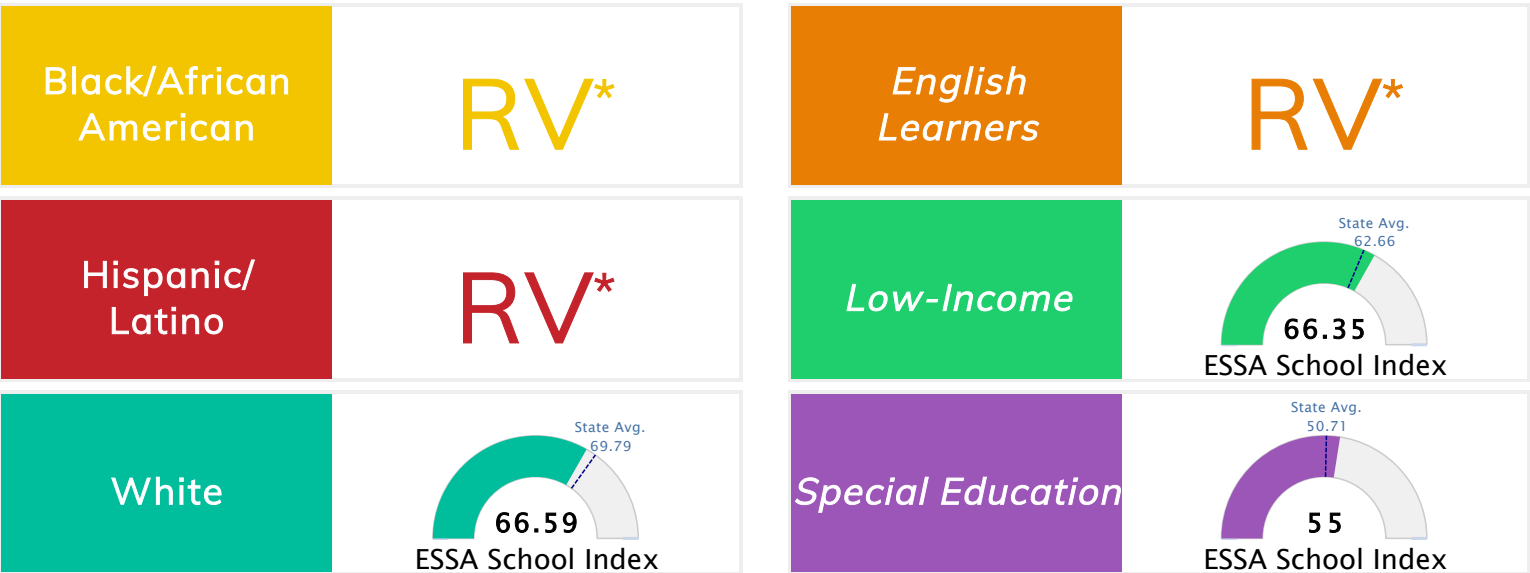 Black/African
American
RV*
English
Learners
RV*
Hispanic/
Latino
RV*
Low-Income
State Avg.
62.66
66.35
ESSA School Index
White
State Avg.
69.79
66.59
ESSA School Index
Special Education
State Avg.
50.71
55
ESSA School Index